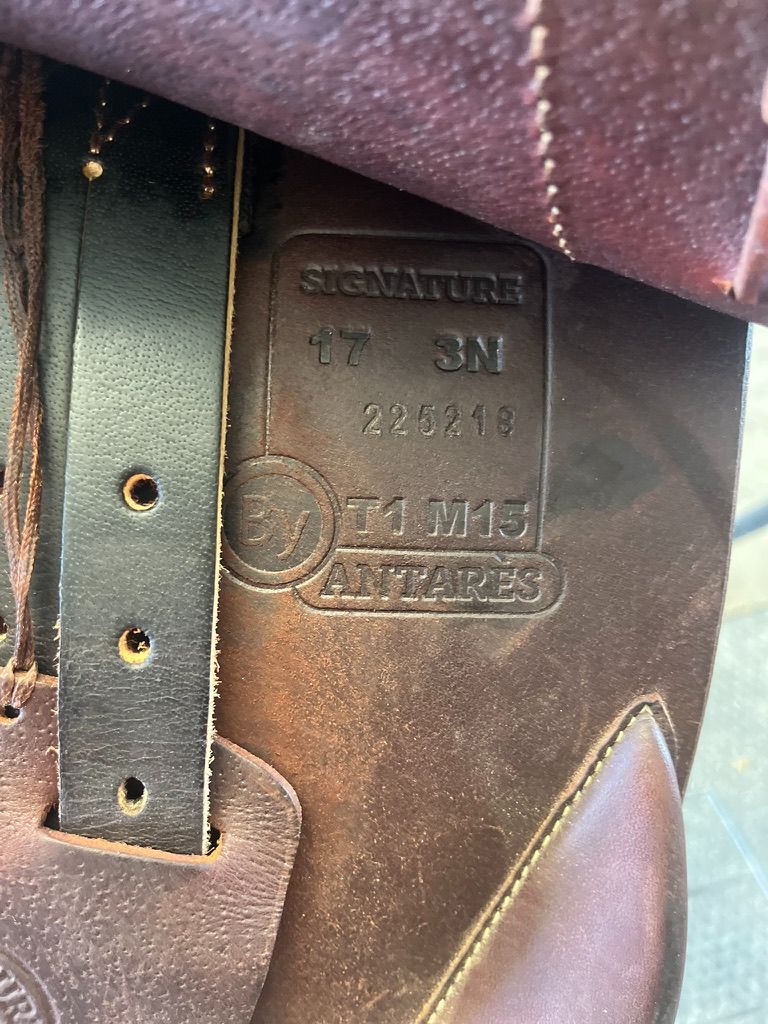 SIGNATURE
17 3N
225218
By T1 M15
ANTARÈS